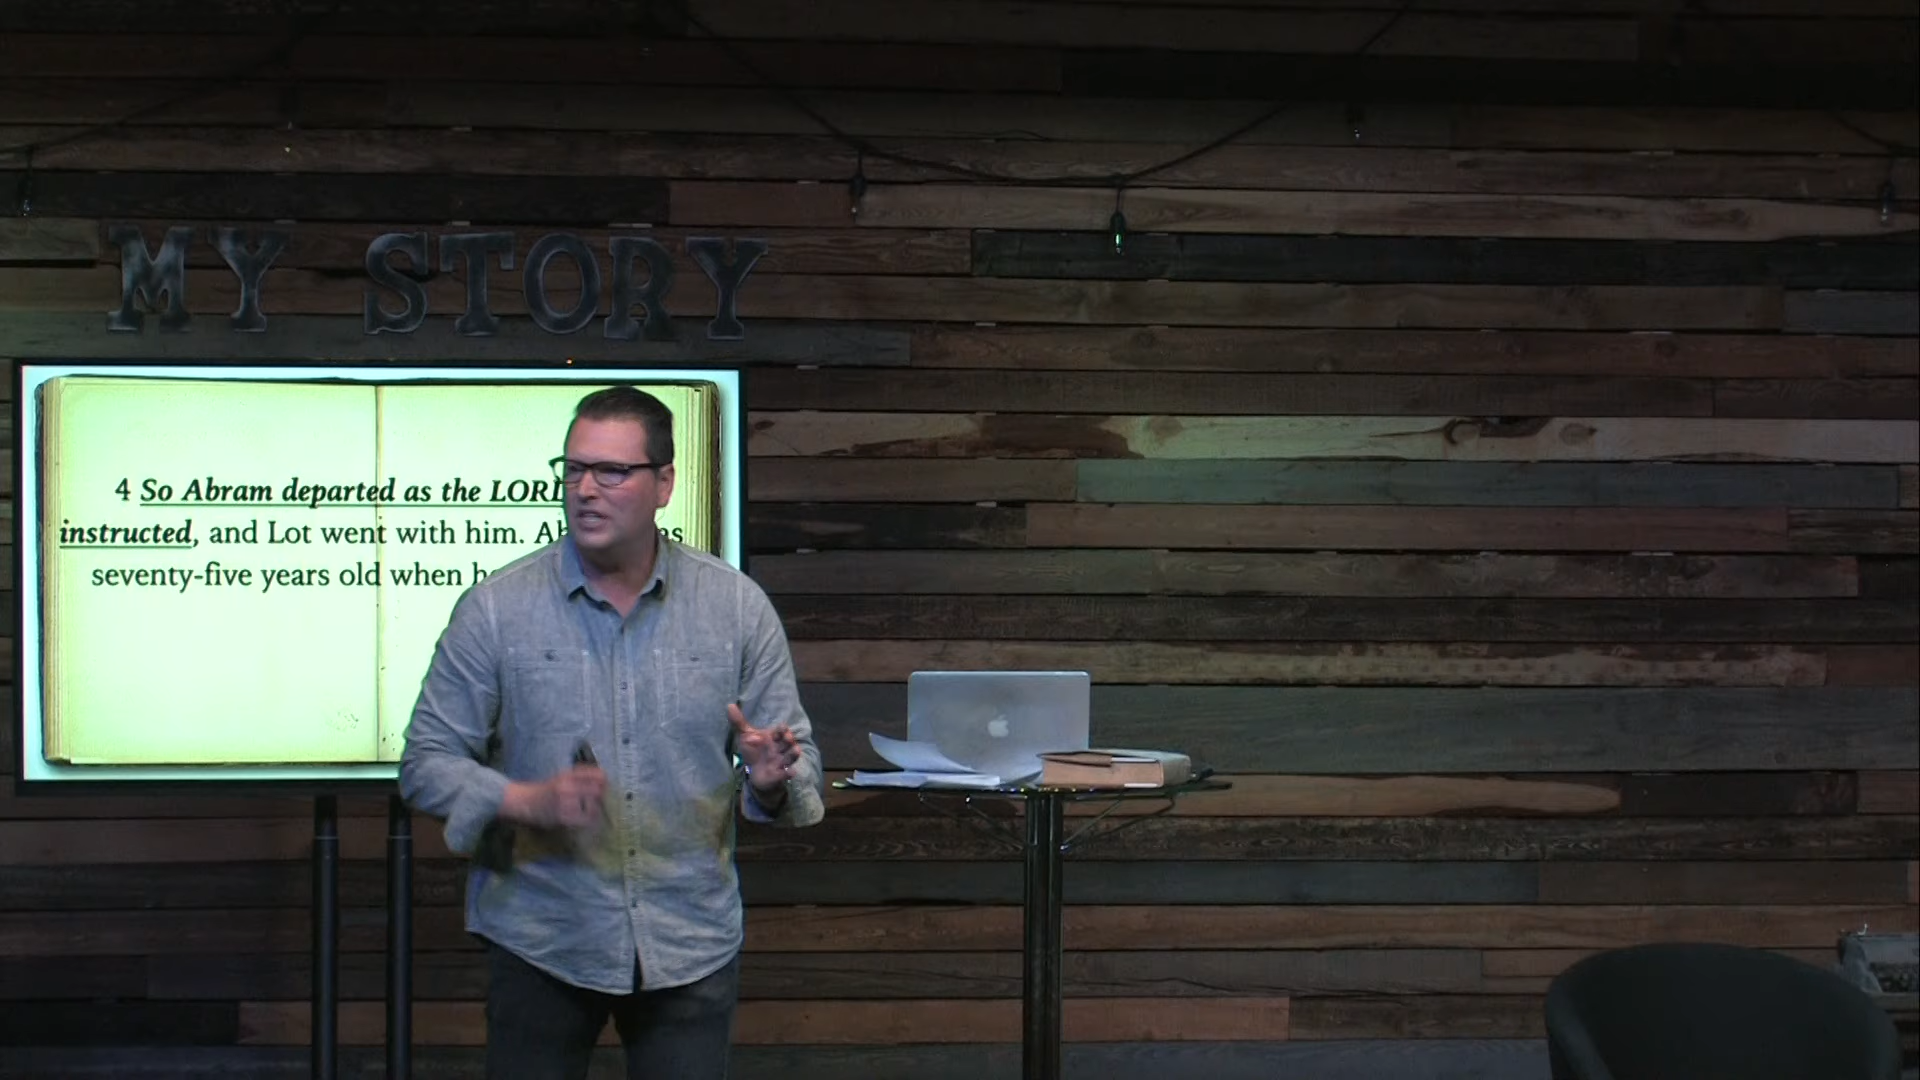 MY STORY
4 So Abram departed as the LORD
instructed, and Lot went with him.
seventy-five years old when